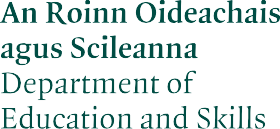 An Roinn Oideachais
agus Scileanna
Department of
Education and Skills